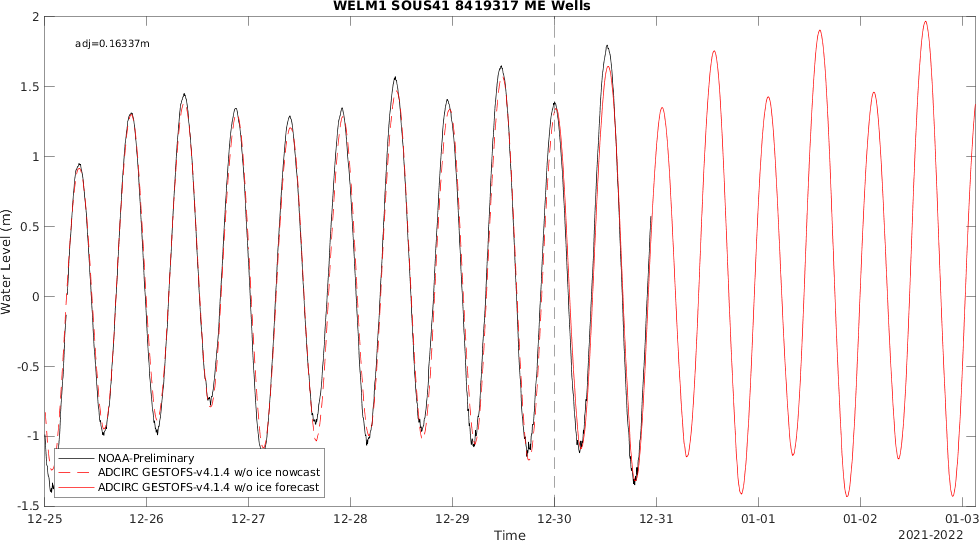 WELM1 SOUS41 8419317 ME Wells
adj=0.16337m
Water Level (m)
2
1.5
1
0.5
0
-0.5
-1
-1.5
NOAA-Preliminary
ADCIRC GESTOFS-v4.1.4 w/o ice nowcast
ADCIRC GESTOFS-v4.1.4 w/o ice forecast
12-25 12-26 12-27 12-28 12-29 12-30 12-31 01-01 01-02 01-03
Time
2021-2022